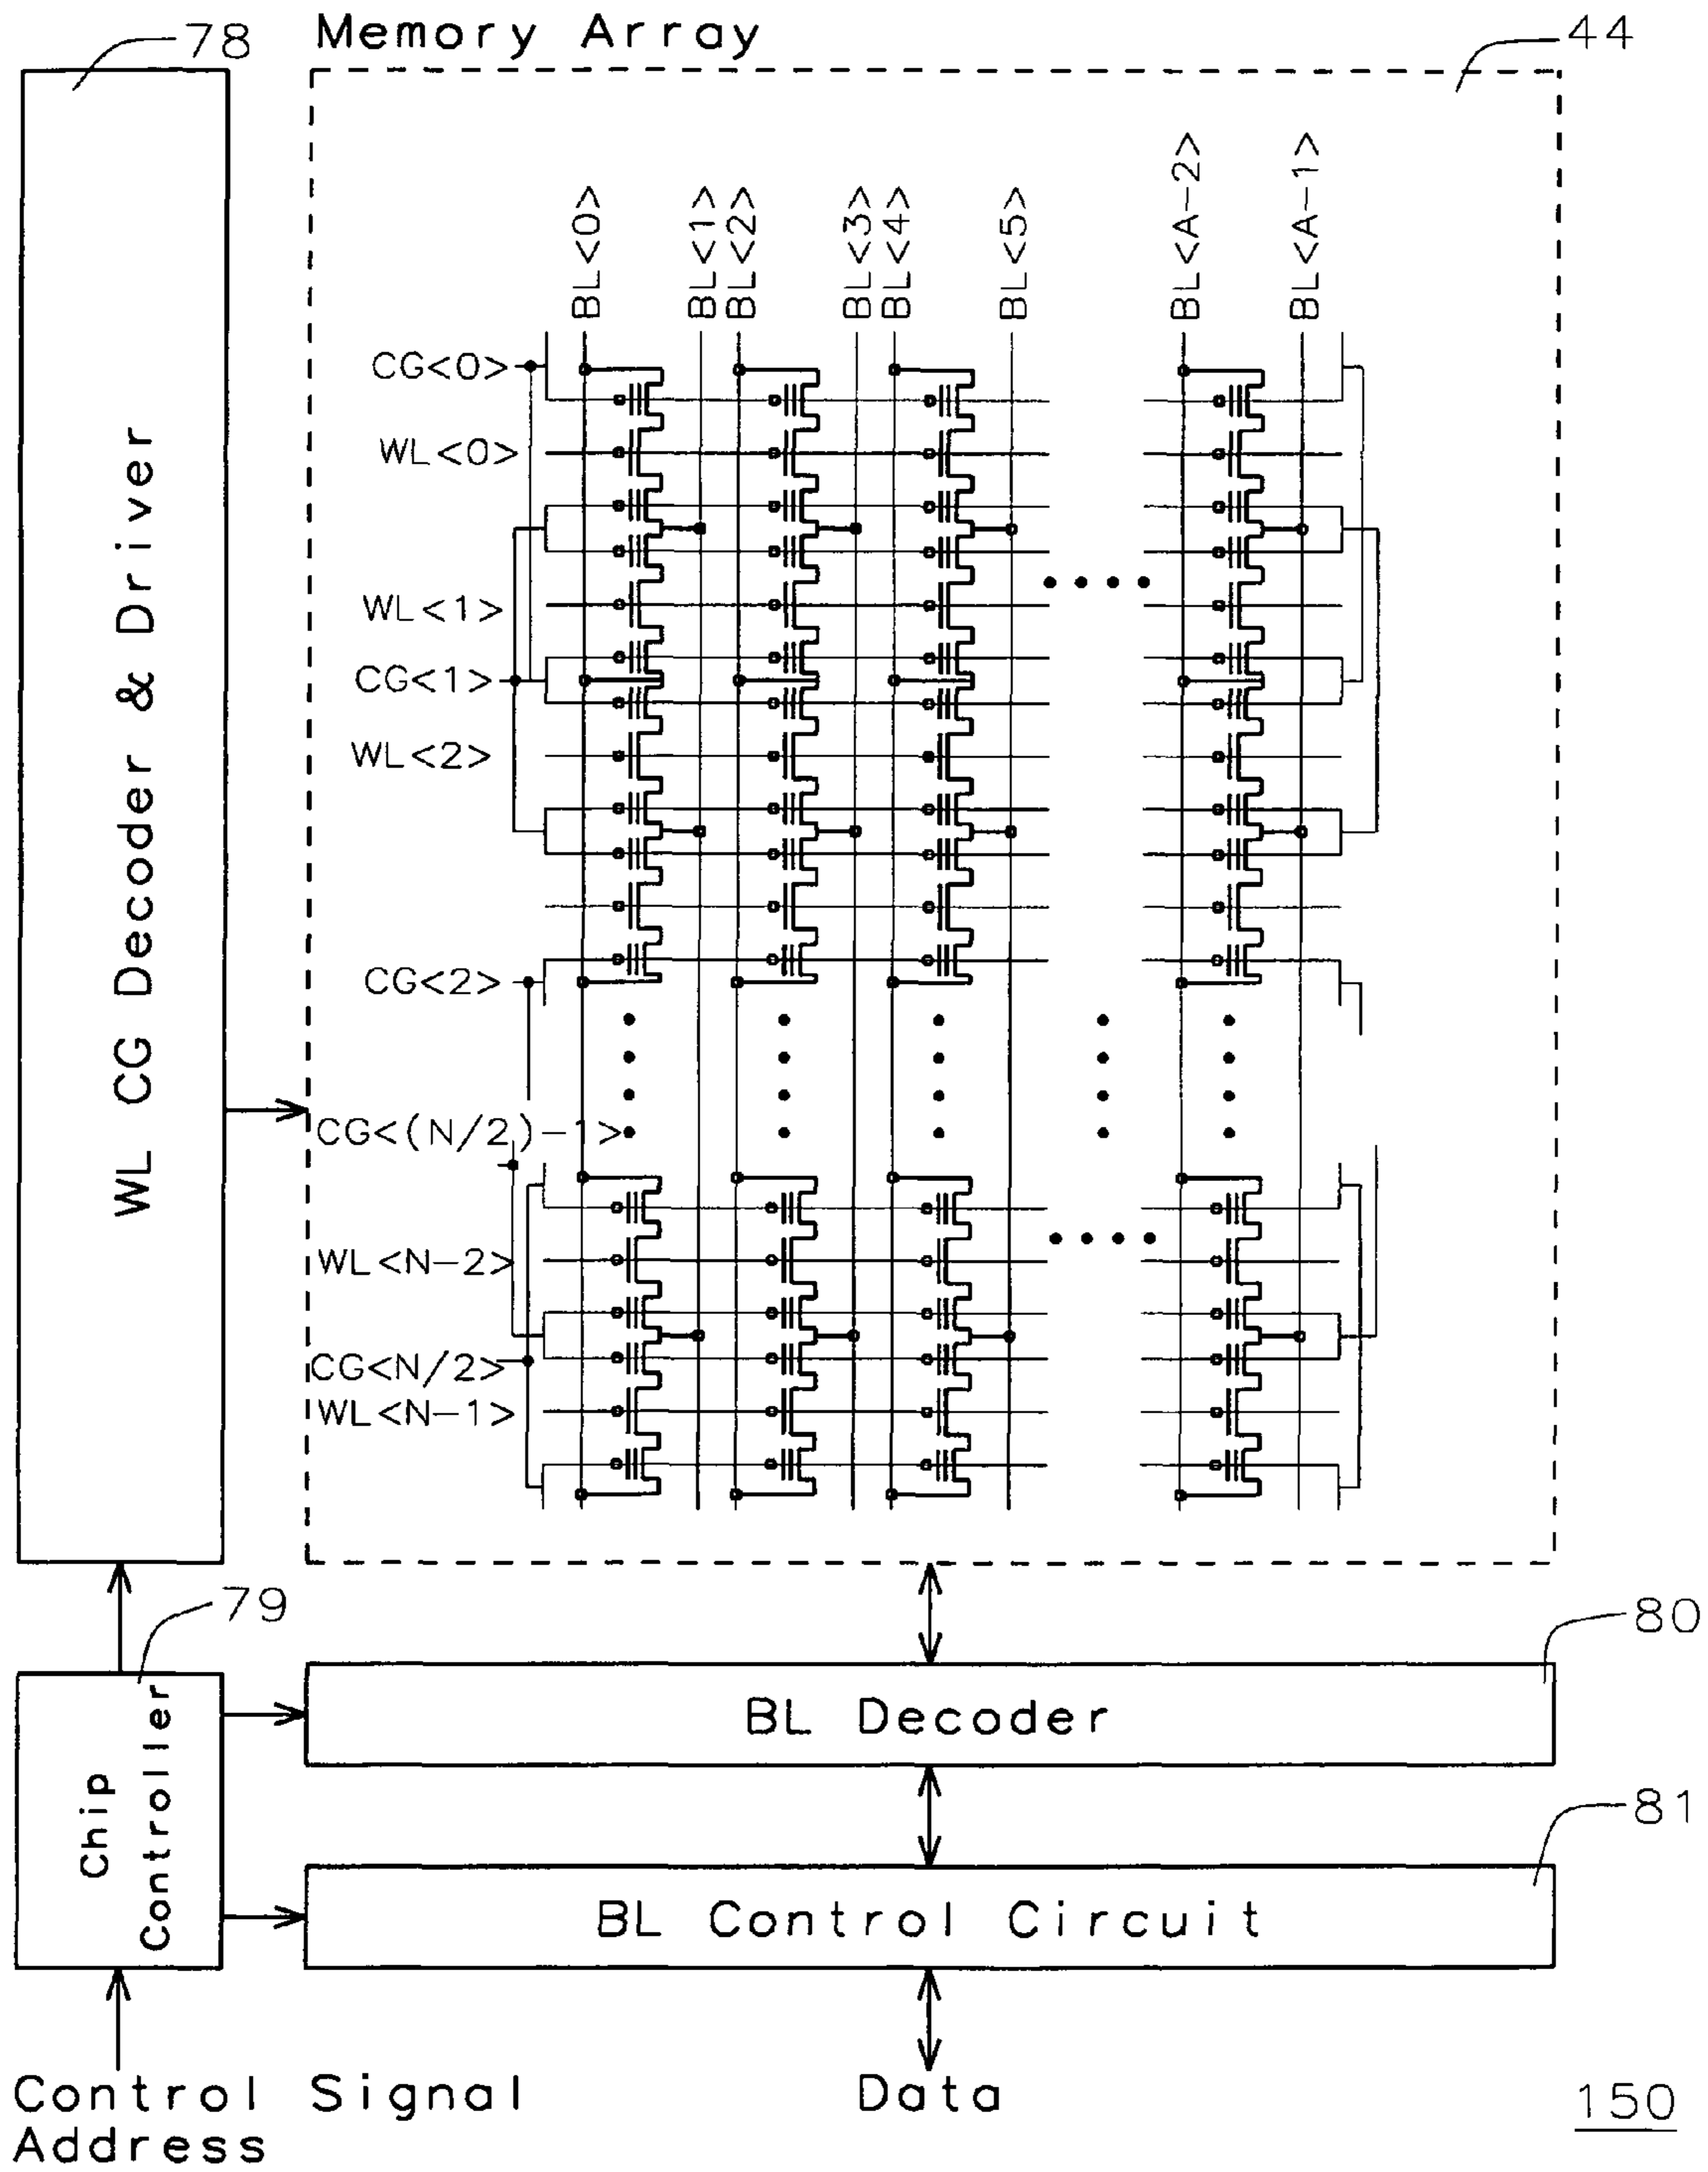 78
Memory Array
44
WL CG Decoder & Driver
BL<0>
BL<1>
BL<2>
BL<3>
BL<4>
BL<5>
BL<A-2>
BL<A-1>
CG<0>
WL<0>
WL<1>
CG<1>
WL<2>
CG<2>
CG<(N/2)-1>
WL<N-2>
CG<N/2>
WL<N-1>
79
Chip
Controller
80
BL Decoder
81
BL Control Circuit
Control Signal
Address
Data
150